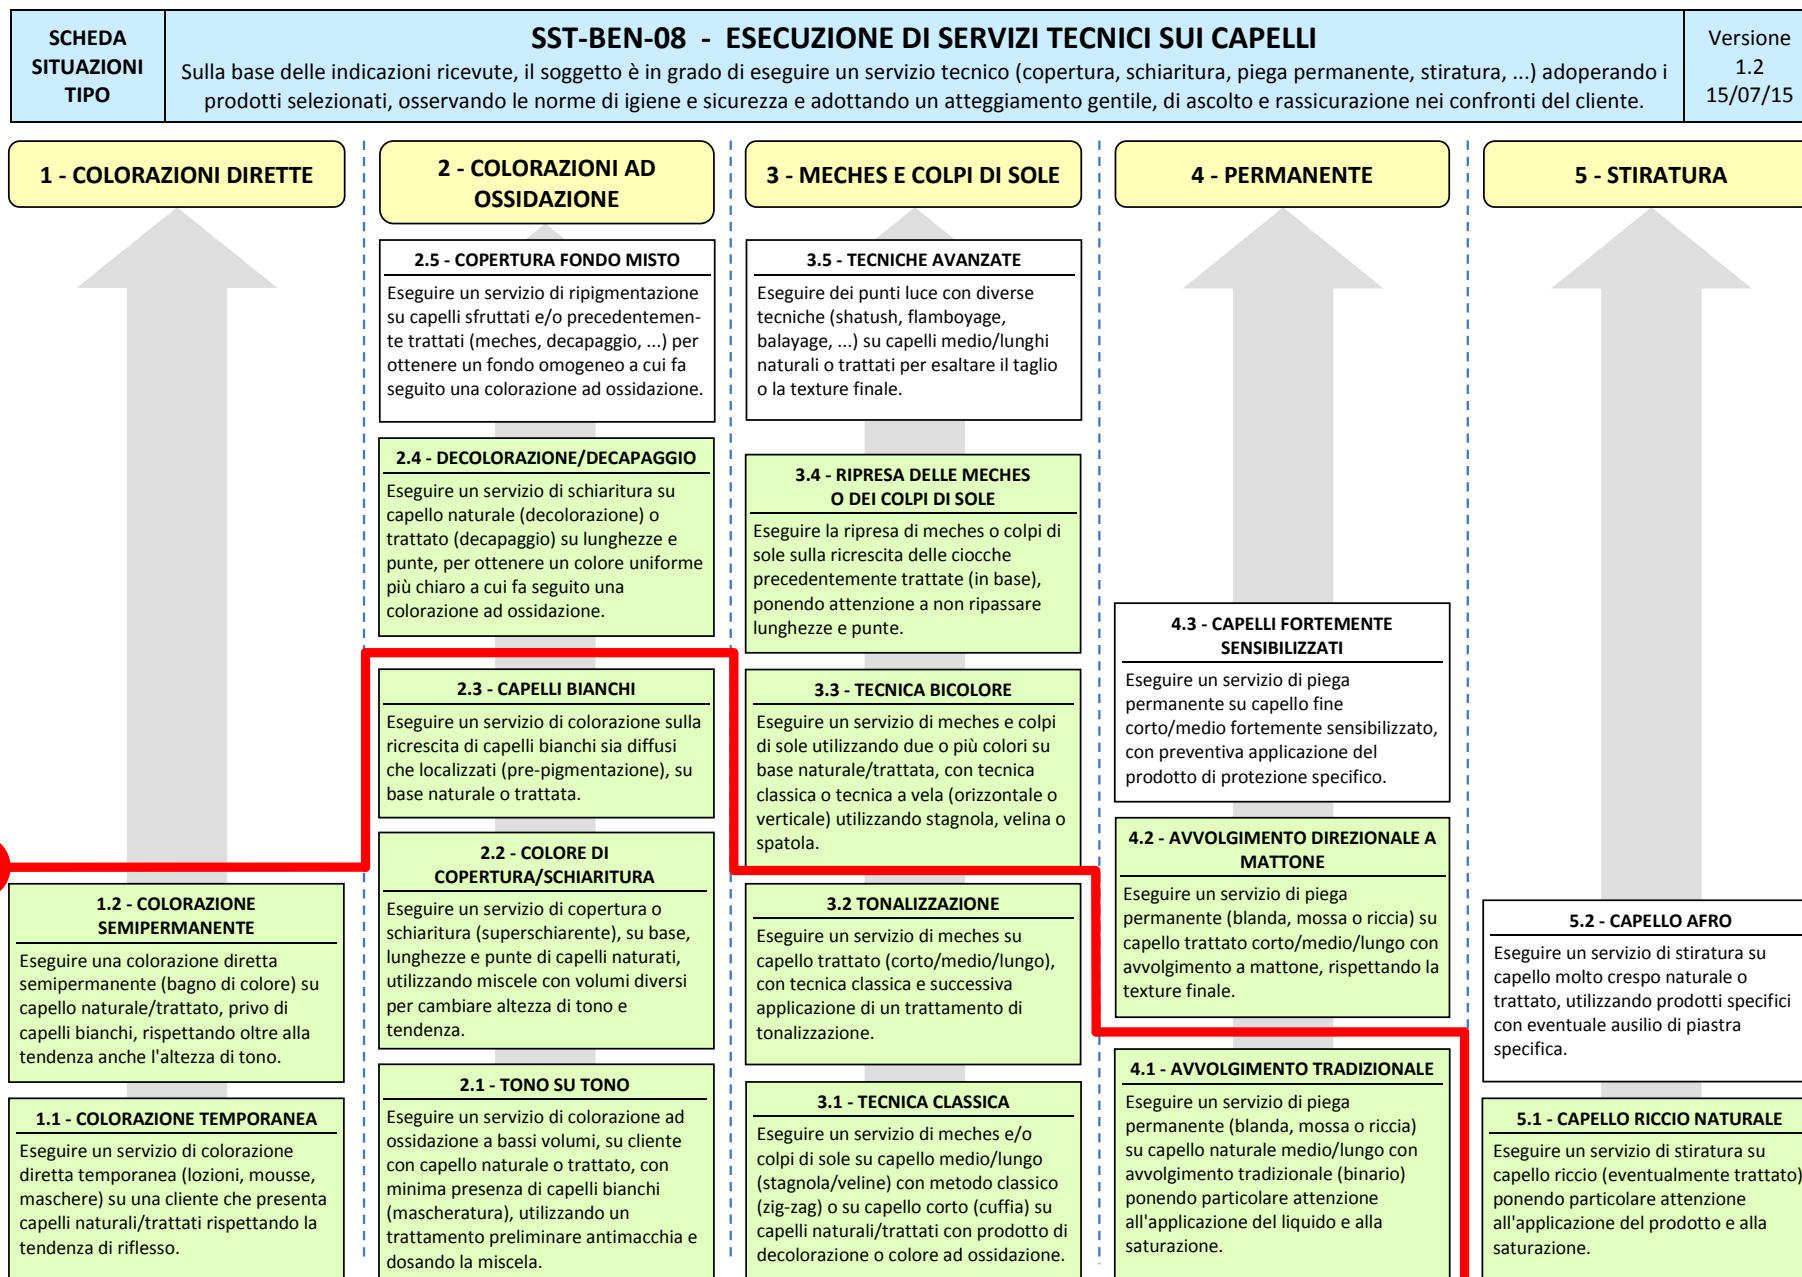 SCHEDA
SITUAZIONI
TIPO
SST-BEN-08 - ESECUZIONE DI SERVIZI TECNICI SUI CAPELLI
Sulla base delle indicazioni ricevute, il soggetto è in grado di eseguire un servizio tecnico (copertura, schiaritura, piega permanente, stiratura, ...) adoperando i
prodotti selezionati, osservando le norme di igiene e sicurezza e adottando un atteggiamento gentile, di ascolto e rassicurazione nei confronti del cliente.
Versione
1.2
15/07/15
1 - COLORAZIONI DIRETTE
1.2 - COLORAZIONE
SEMIPERMANENTE
Eseguire una colorazione diretta
semipermanente (bagno di colore) su
capello naturale/trattato, privo di
capelli bianchi, rispettando oltre alla
tendenza anche l'altezza di tono.
1.1 - COLORAZIONE TEMPORANEA
Eseguire un servizio di colorazione
diretta temporanea (lozioni, mousse,
maschere) su una cliente che presenta
capelli naturali/trattati rispettando la
tendenza di riflesso.
2 - COLORAZIONI AD
OSSIDAZIONE
2.5 - COPERTURA FONDO MISTO
Eseguire un servizio di ripigmentazione
su capelli sfruttati e/o precedentemen-
te trattati (meches, decapaggio, ...) per
ottenere un fondo omogeneo a cui fa
seguito una colorazione ad ossidazione.
2.4 - DECOLORAZIONE/DECAPAGGIO
Eseguire un servizio di schiaritura su
capello naturale (decolorazione) o
trattato (decapaggio) su lunghezze e
punte, per ottenere un colore uniforme
più chiaro a cui fa seguito una
colorazione ad ossidazione.
2.3 - CAPELLI BIANCHI
Eseguire un servizio di colorazione sulla
ricrescita di capelli bianchi sia diffusi
che localizzati (pre-pigmentazione), su
base naturale o trattata.
2.2 - COLORE DI
COPERTURA/SCHIARITURA
Eseguire un servizio di copertura o
schiaritura (superschiarente), su base,
lunghezze e punte di capelli naturati,
utilizzando miscele con volumi diversi
per cambiare altezza di tono e
tendenza.
2.1 - TONO SU TONO
Eseguire un servizio di colorazione ad
ossidazione a bassi volumi, su cliente
con capello naturale o trattato, con
minima presenza di capelli bianchi
(mascheratura), utilizzando un
trattamento preliminare antimacchia e
dosando la miscela.
3 - MECHES E COLPI DI SOLE
3.5 - TECNICHE AVANZATE
Eseguire dei punti luce con diverse
tecniche (shatush, flamboyage,
balayage, ...) su capelli medio/lunghi
naturali o trattati per esaltare il taglio
o la texture finale.
3.4 - RIPRESA DELLE MECHES
O DEI COLPI DI SOLE
Eseguire la ripresa di meches o colpi di
sole sulla ricrescita delle ciocche
precedentemente trattate (in base),
ponendo attenzione a non ripassare
lunghezze e punte.
3.3 - TECNICA BICOLORE
Eseguire un servizio di meches e colpi
di sole utilizzando due o più colori su
base naturale/trattata, con tecnica
classica o tecnica a vela (orizzontale o
verticale) utilizzando stagnola, velina o
spatola.
3.2 TONALIZZAZIONE
Eseguire un servizio di meches su
capello trattato (corto/medio/lungo),
con tecnica classica e successiva
applicazione di un trattamento di
tonalizzazione.
3.1 - TECNICA CLASSICA
Eseguire un servizio di meches e/o
colpi di sole su capello medio/lungo
(stagnola/veline) con metodo classico
(zig-zag) o su capello corto (cuffia) su
capelli naturali/trattati con prodotto di
decolorazione o colore ad ossidazione.
4 - PERMANENTE
4.3 - CAPELLI FORTEMENTE
SENSIBILIZZATI
Eseguire un servizio di piega
permanente su capello fine
corto/medio fortemente sensibilizzato,
con preventiva applicazione del
prodotto di protezione specifico.
4.2 - AVVOLGIMENTO DIREZIONALE A
MATTONE
Eseguire un servizio di piega
permanente (blanda, mossa o riccia) su
capello trattato corto/medio/lungo con
avvolgimento a mattone, rispettando la
texture finale.
4.1 - AVVOLGIMENTO TRADIZIONALE
Eseguire un servizio di piega
permanente (blanda, mossa o riccia)
su capello naturale medio/lungo con
avvolgimento tradizionale (binario)
ponendo particolare attenzione
all'applicazione del liquido e alla
saturazione.
5 - STIRATURA
5.2 - CAPELLO AFRO
Eseguire un servizio di stiratura su
capello molto crespo naturale o
trattato, utilizzando prodotti specifici
con eventuale ausilio di piastra
specifica.
5.1 - CAPELLO RICCIO NATURALE
Eseguire un servizio di stiratura su
capello riccio (eventualmente trattato)
ponendo particolare attenzione
all'applicazione del prodotto e alla
saturazione.